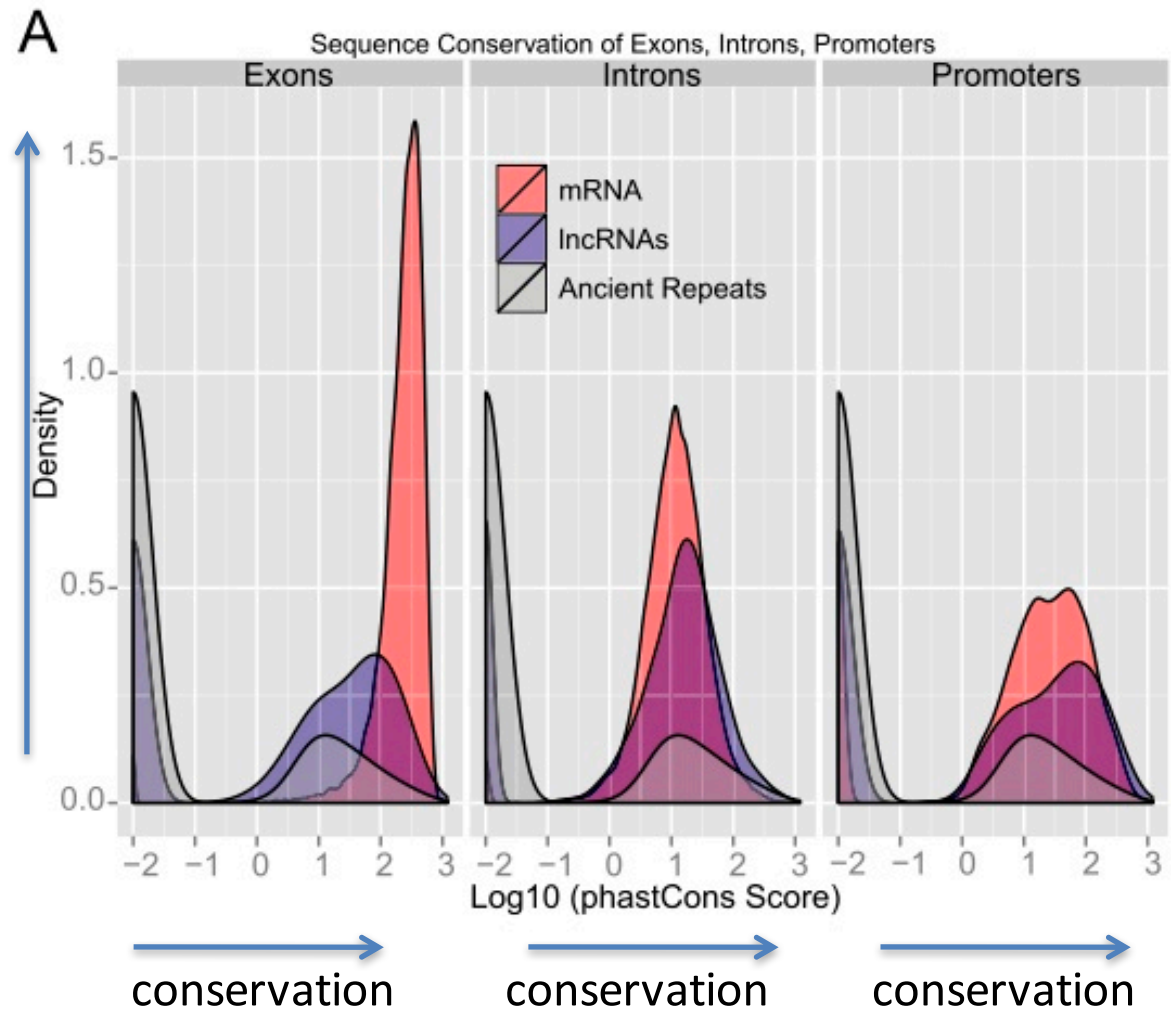 A
Sequence Conservation of Exons, Introns, Promoters
Exons Introns Promoters
mRNA
lncRNAs
Ancient Repeats
Density
1.5
1.0
0.5
0.0
−2 −1 0 1 2 3 −2 −1 0 1 2 3 −2 −1 0 1 2 3
Log10 (phastCons Score)
conservation conservation conservation